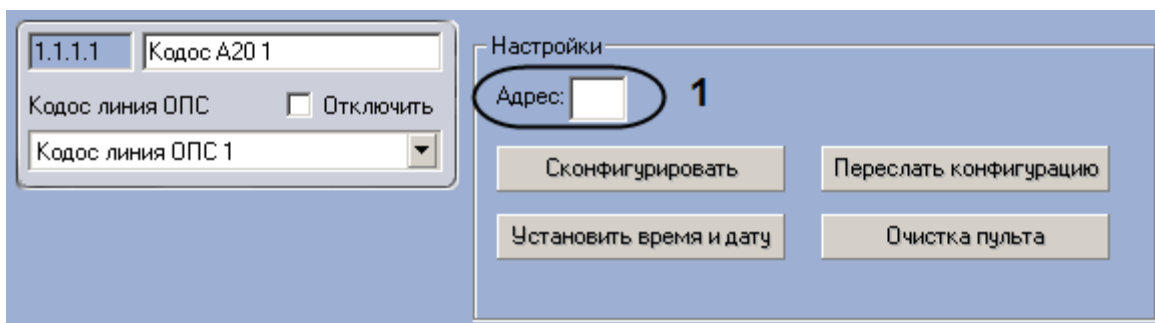 1.1.1.1 Кодос А20 1
Кодос линия ОПС Отключить
Кодос линия ОПС 1
Настройки
Адрес: 1
Сконфигурировать Переслать конфигурацию
Установить время и дату Очистка пульта